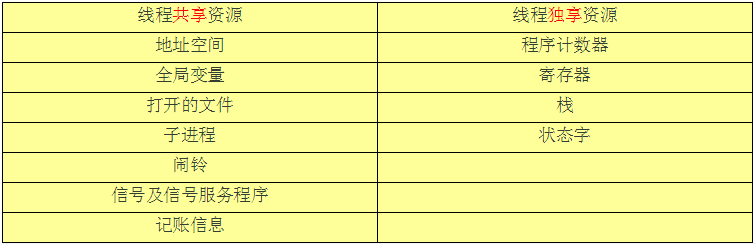 线程共享资源 线程独享资源
地址空间 程序计数器
全局变量 寄存器
打开的文件 栈
子进程 状态字
闹铃
信号及信号服务程序
记账信息